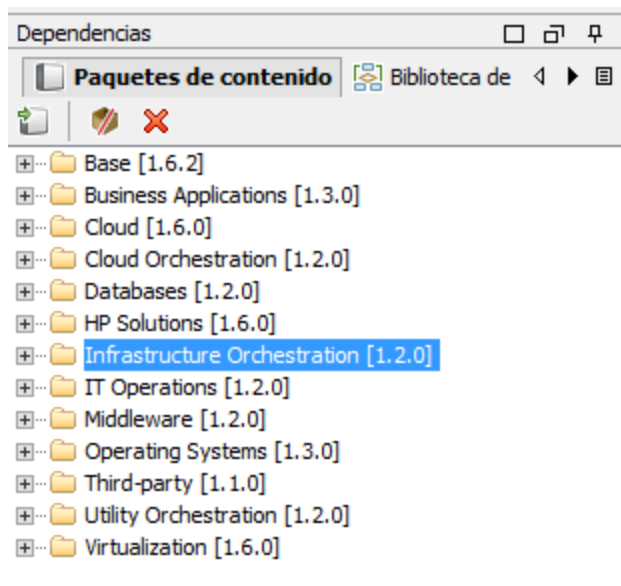 Dependencias
Paquetes de contenido Biblioteca de
Base [1.6.2]
Business Applications [1.3.0]
Cloud [1.6.0]
Cloud Orchestration [1.2.0]
Databases [1.2.0]
HP Solutions [1.6.0]
Infrastructure Orchestration [1.2.0]
IT Operations [1.2.0]
Middleware [1.2.0]
Operating Systems [1.3.0]
Third-party [1.1.0]
Utility Orchestration [1.2.0]
Virtualization [1.6.0]